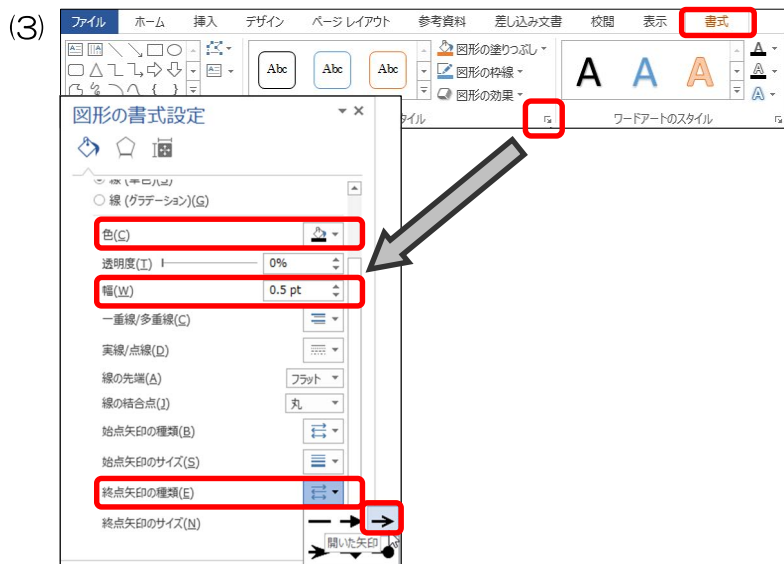 (3)
ファイル ホーム 挿入 デザイン ページ レイアウト 参考資料 差し込み文書 校閲 表示 書式
Abc Abc Abc
図形の塗りつぶし
図形の枠線
図形の効果
A A A
A
A
A
ワードアートのスタイル
図形の書式設定
線 (単色)(S)
線 (グラデーション)(G)
色(C)
透明度(T) 0%
幅(W) 0.5 pt
一重線/多重線(C)
実線/点線(D)
線の先端(A) フラット
線の結合点(J) 丸
始点矢印の種類(B)
始点矢印のサイズ(S)
終点矢印の種類(E)
終点矢印のサイズ(N)
開いた矢印